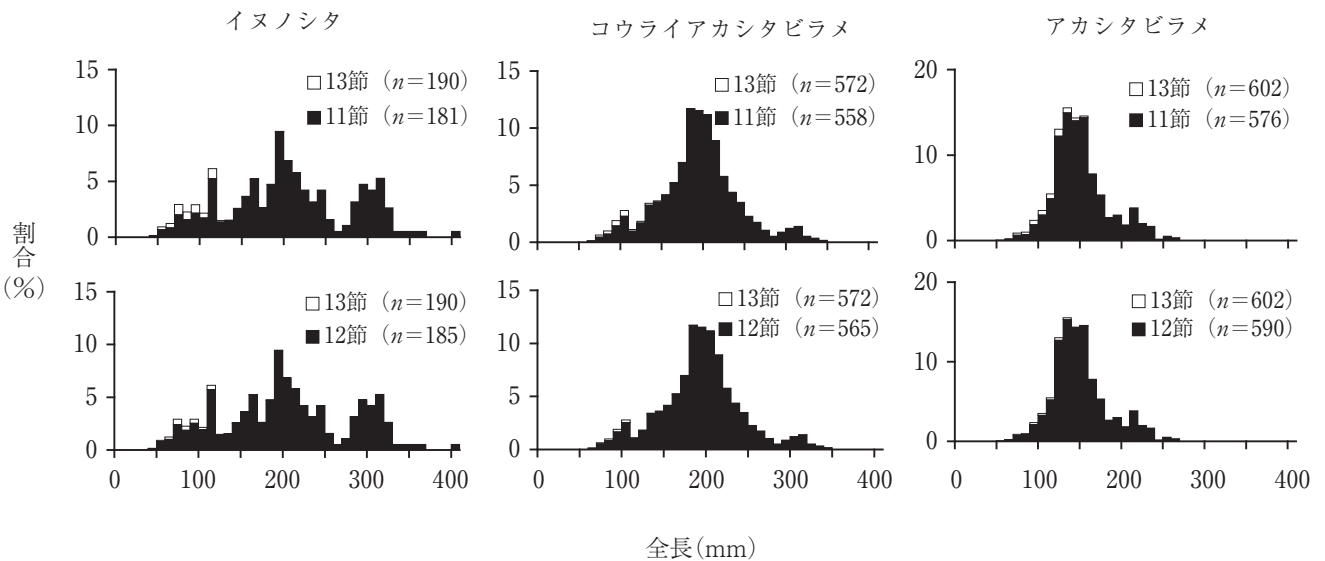 イヌノシタ
コウライアカシタビラメ
アカシタビラメ
15
10
5
0
□13節 (n=190)
■11節 (n=181)
15
10
5
0
□13節 (n=572)
■11節 (n=558)
20
10
0
□13節 (n=602)
■11節 (n=576)
割合
(%)
15
10
5
0
□13節 (n=190)
■12節 (n=185)
0 100 200 300 400
15
10
5
0
□13節 (n=572)
■12節 (n=565)
0 100 200 300 400
20
10
0
□13節 (n=602)
■12節 (n=590)
0 100 200 300 400
全長(mm)